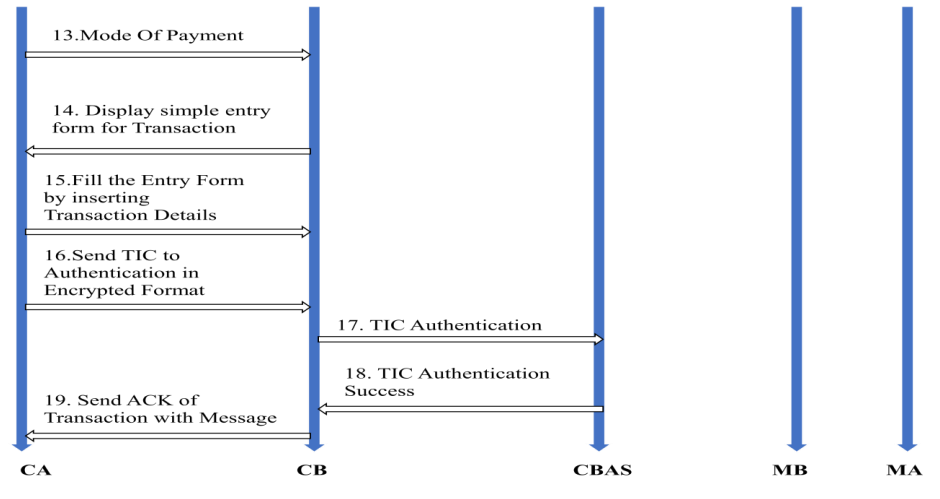 13.Mode Of Payment
14. Display simple entry
form for Transaction
15.Fill the Entry Form
by inserting
Transaction Details
16.Send TIC to
Authentication in
Encrypted Format
17. TIC Authentication
18. TIC Authentication
Success
19. Send ACK of
Transaction with Message
CA CB CBAS MB MA